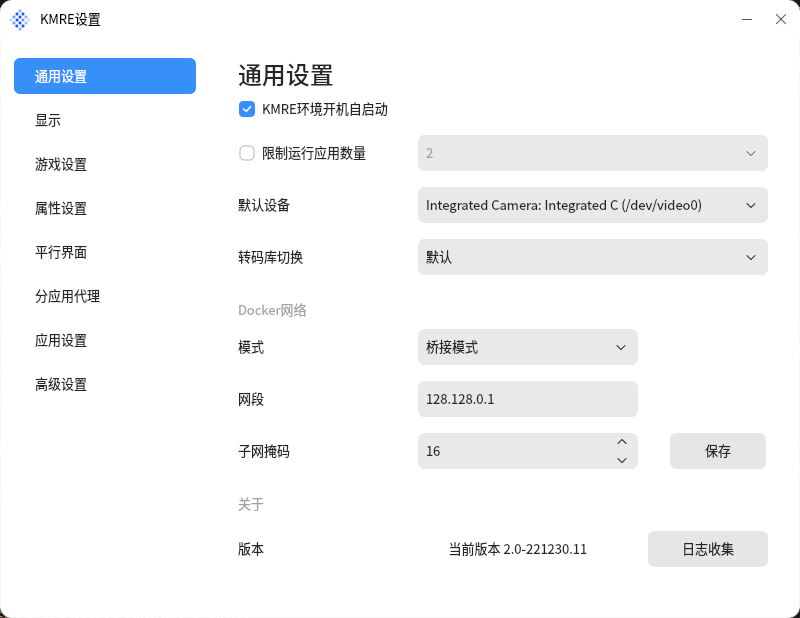 KMRE设置
通用设置
显示
游戏设置
属性设置
平行界面
分应用代理
应用设置
高级设置
通用设置
KMRE环境开机自启动
限制运行应用数量 2
默认设备 Integrated Camera: Integrated C (/dev/video0)
转码库切换 默认
Docker网络
模式 桥接模式
网段 128.128.0.1
子网掩码 16 保存
关于
版本 当前版本 2.0-221230.11 日志收集